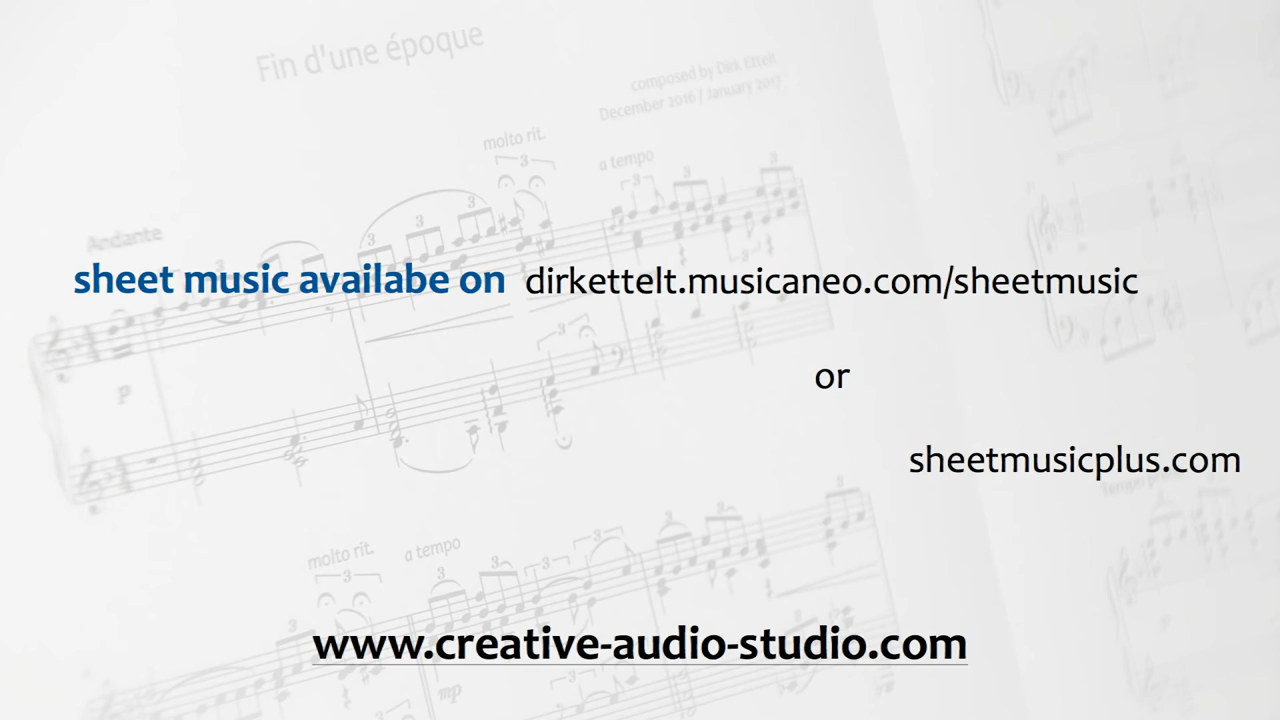 Fin d'une époque
composed by Dirk Ettelt
December 2016 / January 2017
molto rit.
a tempo
Andante
sheet music availabe on dirkettelt.musicaneo.com/sheetmusic
p
or
sheetmusicplus.com
molto rit. a tempo
www.creative-audio-studio.com
mp